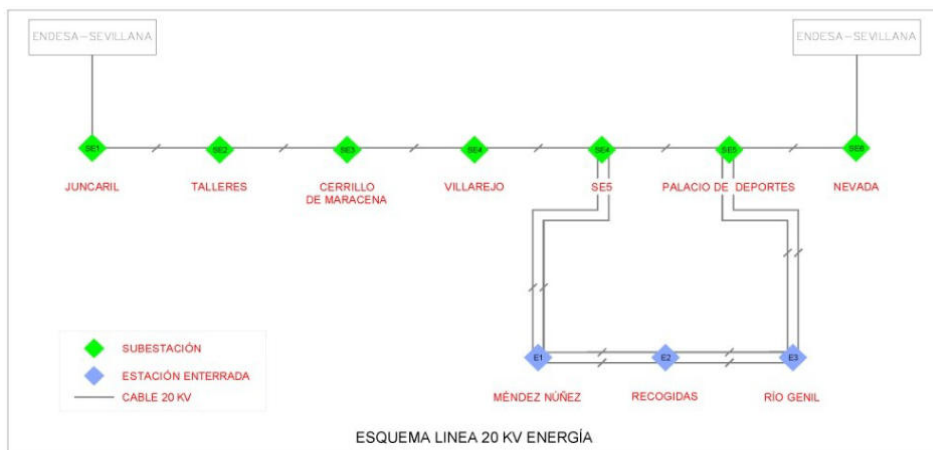 ENDESA-SEVILLANA
ENDESA-SEVILLANA
SE1
SE2
SE3
SE4
SE4
SE5
SE6
JUNCARIL
TALLERES
CERRILLO
DE MARACENA
VILLAREJO
SE5
PALACIO DE DEPORTES
NEVADA
SUBESTACIÓN
ESTACIÓN ENTERRADA
CABLE 20 KV
E1
E2
E3
MÉNDEZ NÚÑEZ
RECOGIDAS
RÍO GENIL
ESQUEMA LINEA 20 KV ENERGÍA